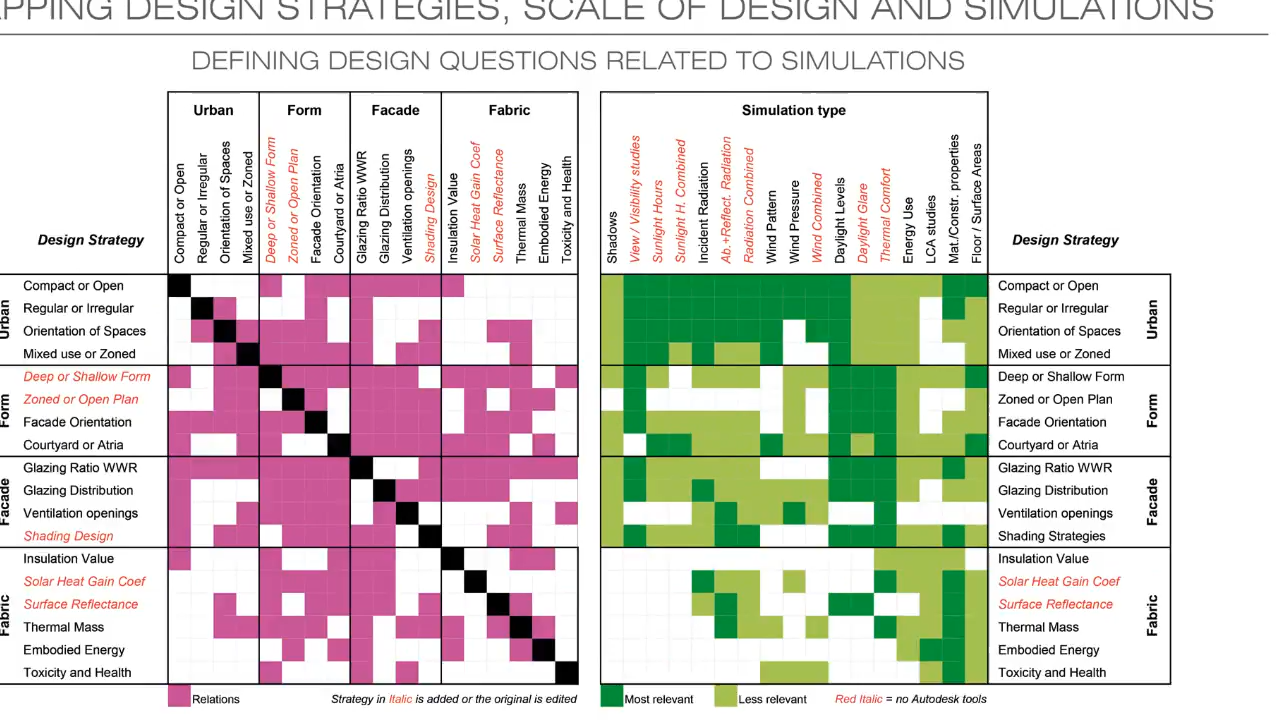 APPING DESIGN STRATEGIES, SCALE OF DESIGN AND SIMULATIONS
DEFINING DESIGN QUESTIONS RELATED TO SIMULATIONS
Urban Form Facade Fabric
Simulation type
Design Strategy
Compact or Open
Regular or Irregular
Orientation of Spaces
Mixed use or Zoned
Deep or Shallow Form
Zoned or Open Plan
Facade Orientation
Courtyard or Atria
Glazing Ratio WWR
Glazing Distribution
Ventilation openings
Shading Design
Insulation Value
Solar Heat Gain Coef
Surface Reflectance
Thermal Mass
Embodied Energy
Toxicity and Health
Shadows
View / Visibility studies
Sunlight Hours
Sunlight H. Combined
Incident Radiation
Ab.+Reflect. Radiation
Radiation Combined
Wind Pattern
Wind Pressure
Wind Combined
Daylight Levels
Daylight Glare
Thermal Comfort
Energy Use
LCA studies
Mat./Constr. properties
Floor / Surface Areas
Design Strategy
Urban
Compact or Open
Regular or Irregular
Orientation of Spaces
Mixed use or Zoned
Form
Deep or Shallow Form
Zoned or Open Plan
Facade Orientation
Courtyard or Atria
Facade
Glazing Ratio WWR
Glazing Distribution
Ventilation openings
Shading Design
Fabric
Insulation Value
Solar Heat Gain Coef
Surface Reflectance
Thermal Mass
Embodied Energy
Toxicity and Health
Compact or Open
Regular or Irregular
Orientation of Spaces
Mixed use or Zoned
Urban
Deep or Shallow Form
Zoned or Open Plan
Facade Orientation
Courtyard or Atria
Form
Glazing Ratio WWR
Glazing Distribution
Ventilation openings
Shading Strategies
Facade
Insulation Value
Solar Heat Gain Coef
Surface Reflectance
Thermal Mass
Embodied Energy
Toxicity and Health
Fabric
Relations
Strategy in Italic is added or the original is edited
Most relevant
Less relevant
Red Italic = no Autodesk tools